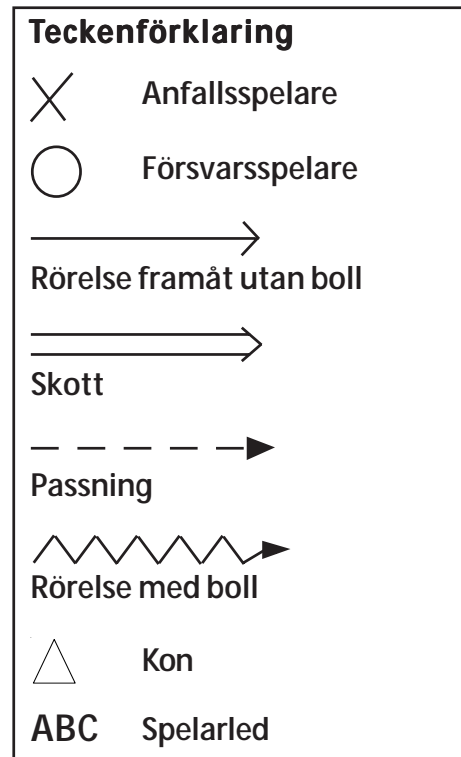 Teckenförklaring
Anfallsspelare
Försvarsspelare
Rörelse framåt utan boll
Skott
Passning
Rörelse med boll
Kon
ABC Spelarled